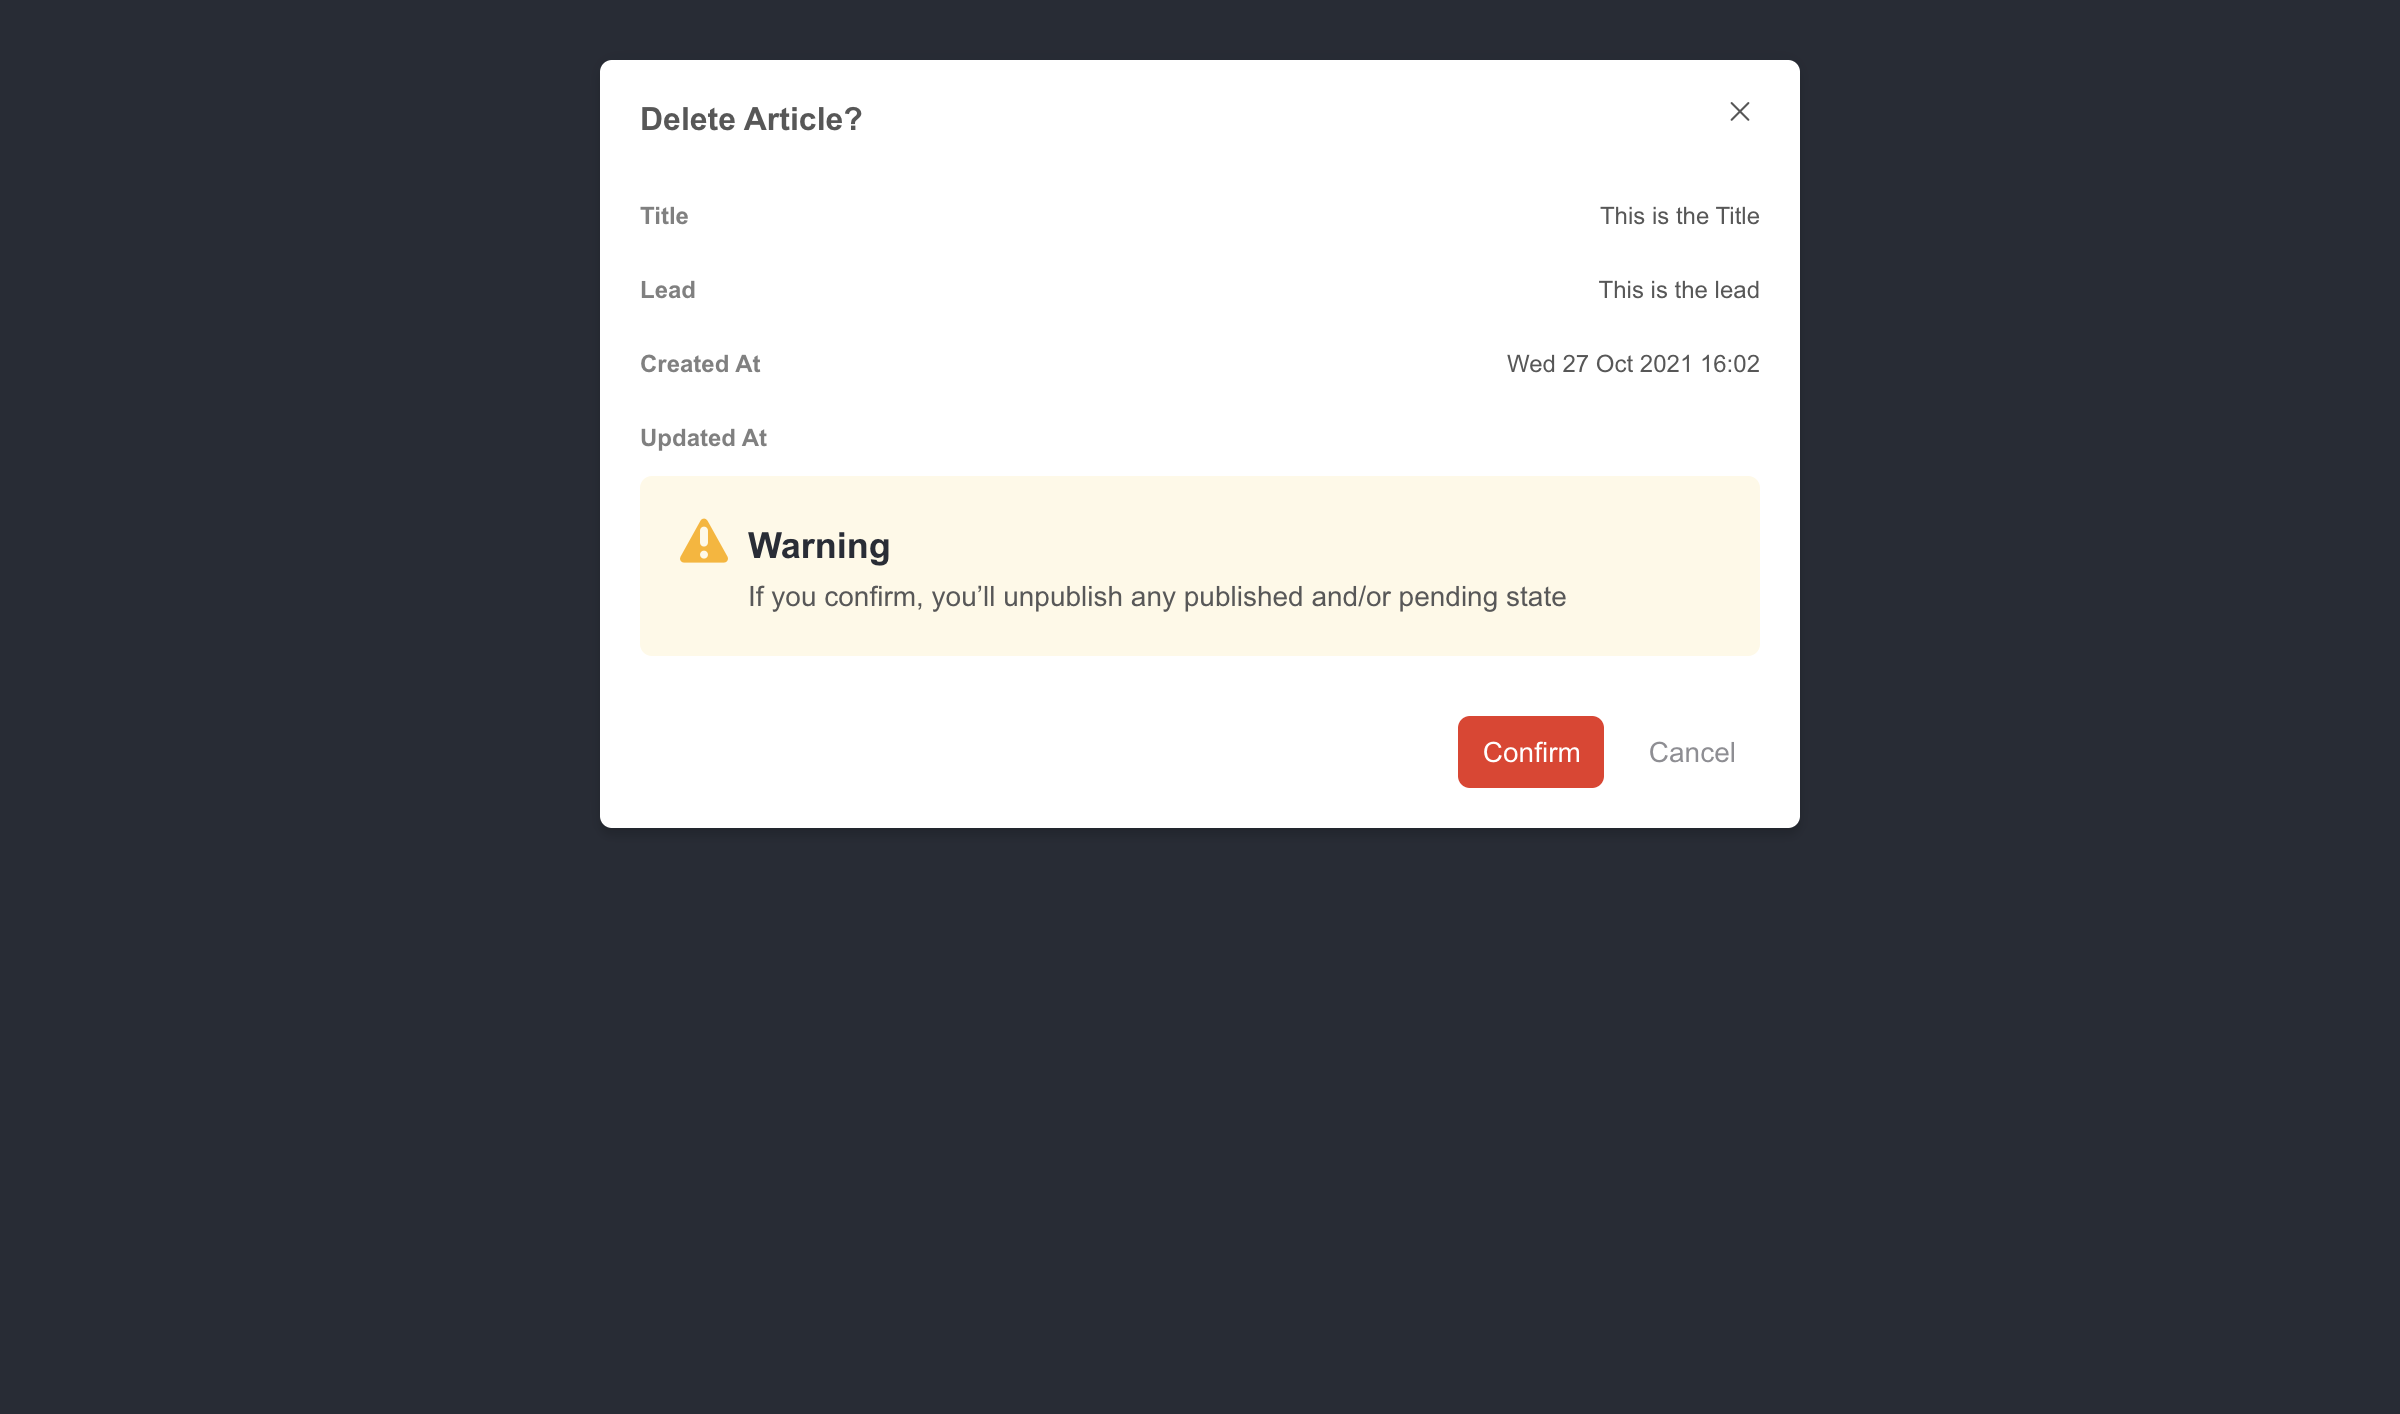 Delete Article?
Title This is the Title
Lead This is the lead
Created At Wed 27 Oct 2021 16:02
Updated At
Warning
If you confirm, you’ll unpublish any published and/or pending state
Confirm Cancel